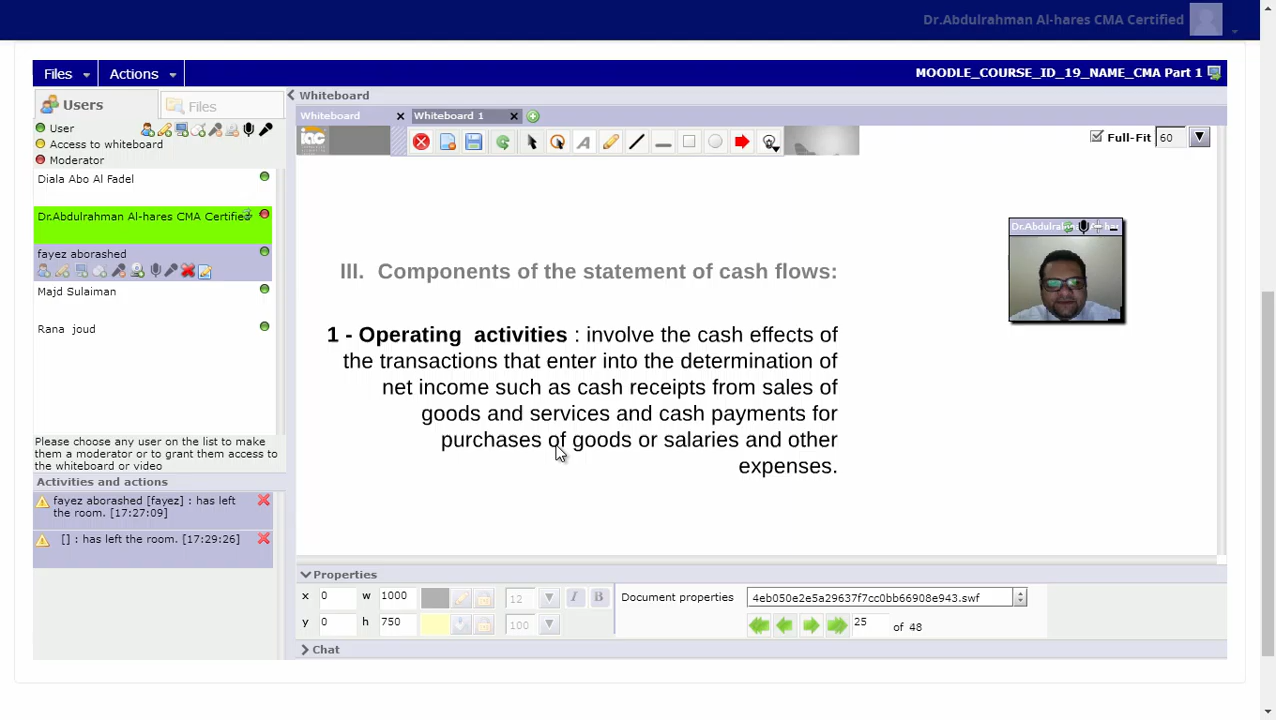 Dr.Abdulrahman Al-hares CMA Certified
Files
Actions
MOODLE_COURSE_ID_19_NAME_CMA Part 1
Users
Files
User
Access to whiteboard
Moderator
Diala Abo Al Fadel
Dr.Abdulrahman Al-hares CMA Certified
fayez aborashed
Majd Sulaiman
Rana joud
Please choose any user on the list to make
them a moderator or to grant them access to
the whiteboard or video
Activities and actions
fayez aborashed [fayez] : has left
the room. [17:27:09]
[] : has left the room. [17:29:26]
Whiteboard
Whiteboard
Whiteboard 1
Full-Fit 60
III. Components of the statement of cash flows:
1 - Operating activities : involve the cash effects of
the transactions that enter into the determination of
net income such as cash receipts from sales of
goods and services and cash payments for
purchases of goods or salaries and other
expenses.
Properties
x 0 w 1000 12 I B
Document properties 4eb050e2e5a29637f7cc0bb66908e943.swf
y 0 h 750 100
25 of 48
Chat